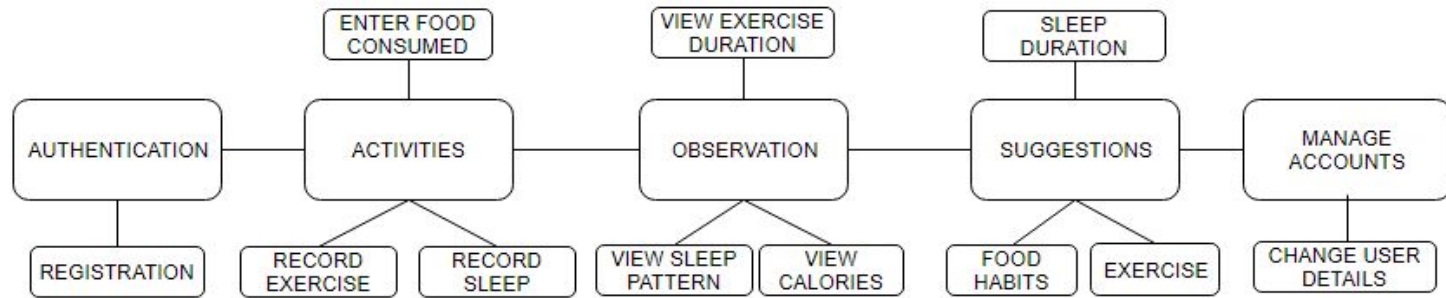 ENTER FOOD
CONSUMED
VIEW EXERCISE
DURATION
SLEEP
DURATION
AUTHENTICATION
ACTIVITIES
OBSERVATION
SUGGESTIONS
MANAGE
ACCOUNTS
REGISTRATION
RECORD
EXERCISE
RECORD
SLEEP
VIEW SLEEP
PATTERN
VIEW
CALORIES
FOOD
HABITS
EXERCISE
CHANGE USER
DETAILS